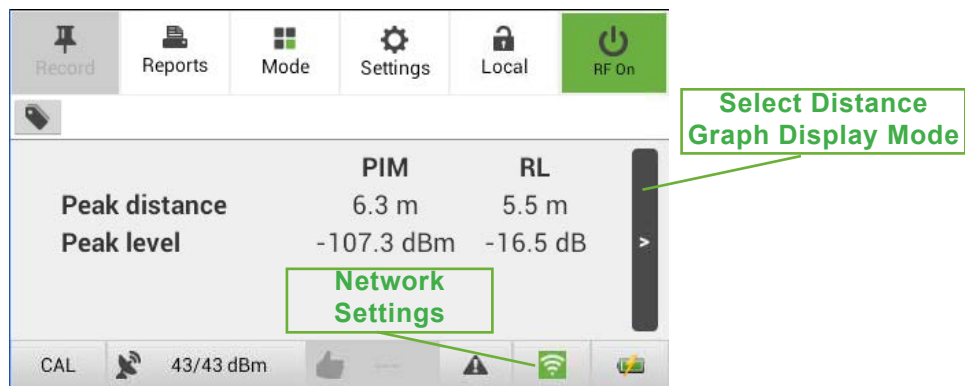 Record Reports Mode Settings Local RF On
Select Distance
Graph Display Mode
PIM RL
Peak distance 6.3 m 5.5 m
Peak level -107.3 dBm -16.5 dB
>
Network
Settings
CAL 43/43 dBm ---